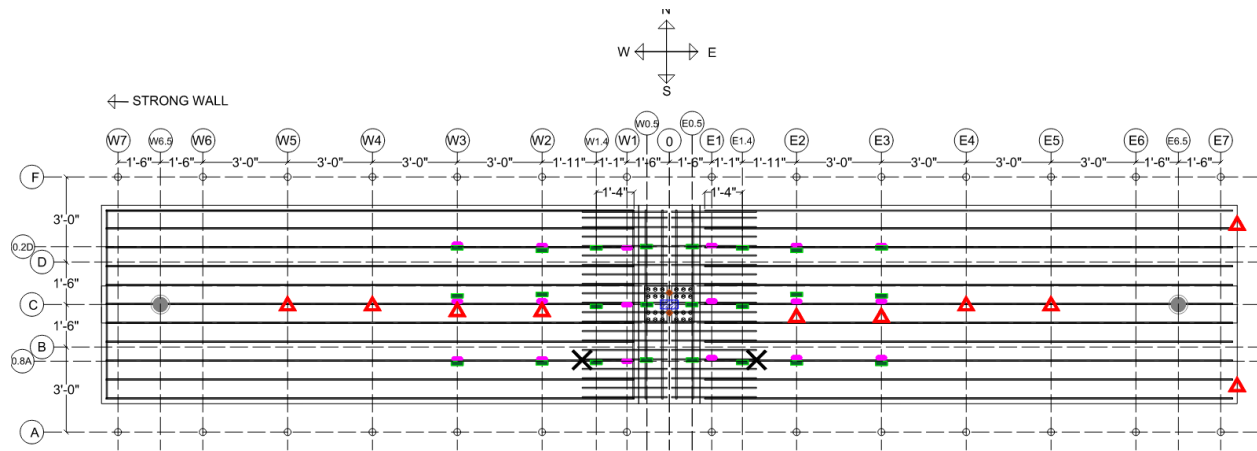 N
W E
S
STRONG WALL
W7 W6.5 W6 W5 W4 W3 W2 W1.4 W1 W0.5 0 E0.5 E1 E1.4 E2 E3 E4 E5 E6 E6.5 E7
1'-6" 1'-6" 3'-0" 3'-0" 3'-0" 3'-0" 1'-11" 1'-1" 1'-6" 1'-6" 1'-1" 1'-11" 3'-0" 3'-0" 3'-0" 3'-0" 1'-6" 1'-6"
F
1'-4" 1'-4"
3'-0"
0.2D
D
1'-6"
C
1'-6"
B
0.8A
3'-0"
A